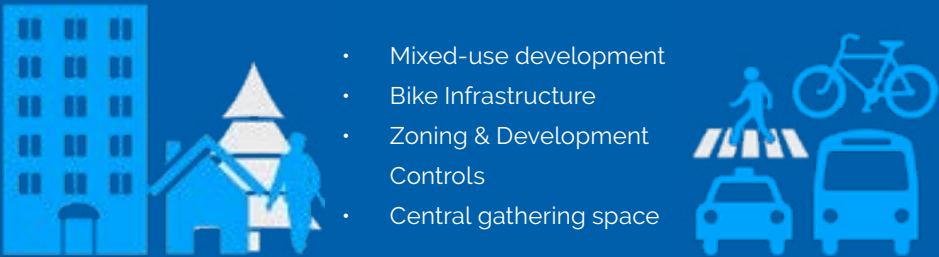 • Mixed-use development
• Bike Infrastructure
• Zoning & Development
Controls
• Central gathering space